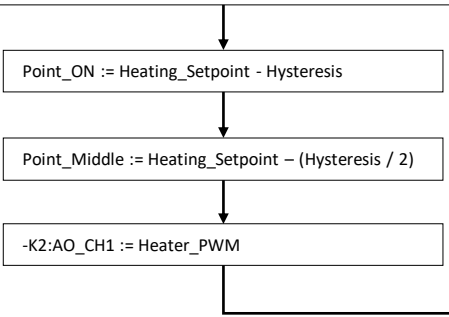 Point_ON := Heating_Setpoint - Hysteresis
Point_Middle := Heating_Setpoint – (Hysteresis / 2)
-K2:AO_CH1 := Heater_PWM